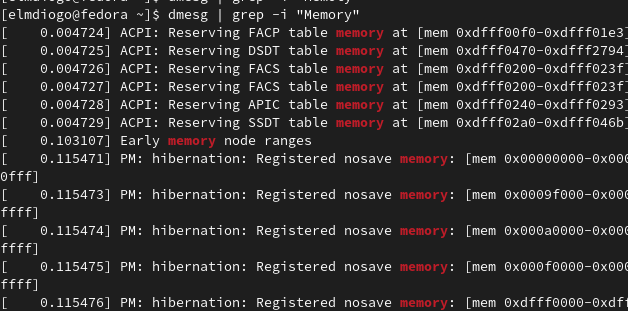 [elmdiogo@fedora ~]$ dmesg | grep -i "Memory"
[    0.004724] ACPI: Reserving FACP table memory at [mem 0xdfff00f0-0xdfff01e3]
[    0.004725] ACPI: Reserving DSDT table memory at [mem 0xdfff0470-0xdfff2794]
[    0.004726] ACPI: Reserving FACS table memory at [mem 0xdfff0200-0xdfff023f]
[    0.004727] ACPI: Reserving FACS table memory at [mem 0xdfff0200-0xdfff023f]
[    0.004728] ACPI: Reserving APIC table memory at [mem 0xdfff0240-0xdfff0293]
[    0.004729] ACPI: Reserving SSDT table memory at [mem 0xdfff02a0-0xdfff046b]
[    0.103107] Early memory node ranges
[    0.115471] PM: hibernation: Registered nosave memory: [mem 0x00000000-0x000
0fff]
[    0.115473] PM: hibernation: Registered nosave memory: [mem 0x0009f000-0x000
ffff]
[    0.115474] PM: hibernation: Registered nosave memory: [mem 0x000a0000-0x000
ffff]
[    0.115475] PM: hibernation: Registered nosave memory: [mem 0x000f0000-0x000
ffff]
[    0.115476] PM: hibernation: Registered nosave memory: [mem 0xdfff0000-0xdff